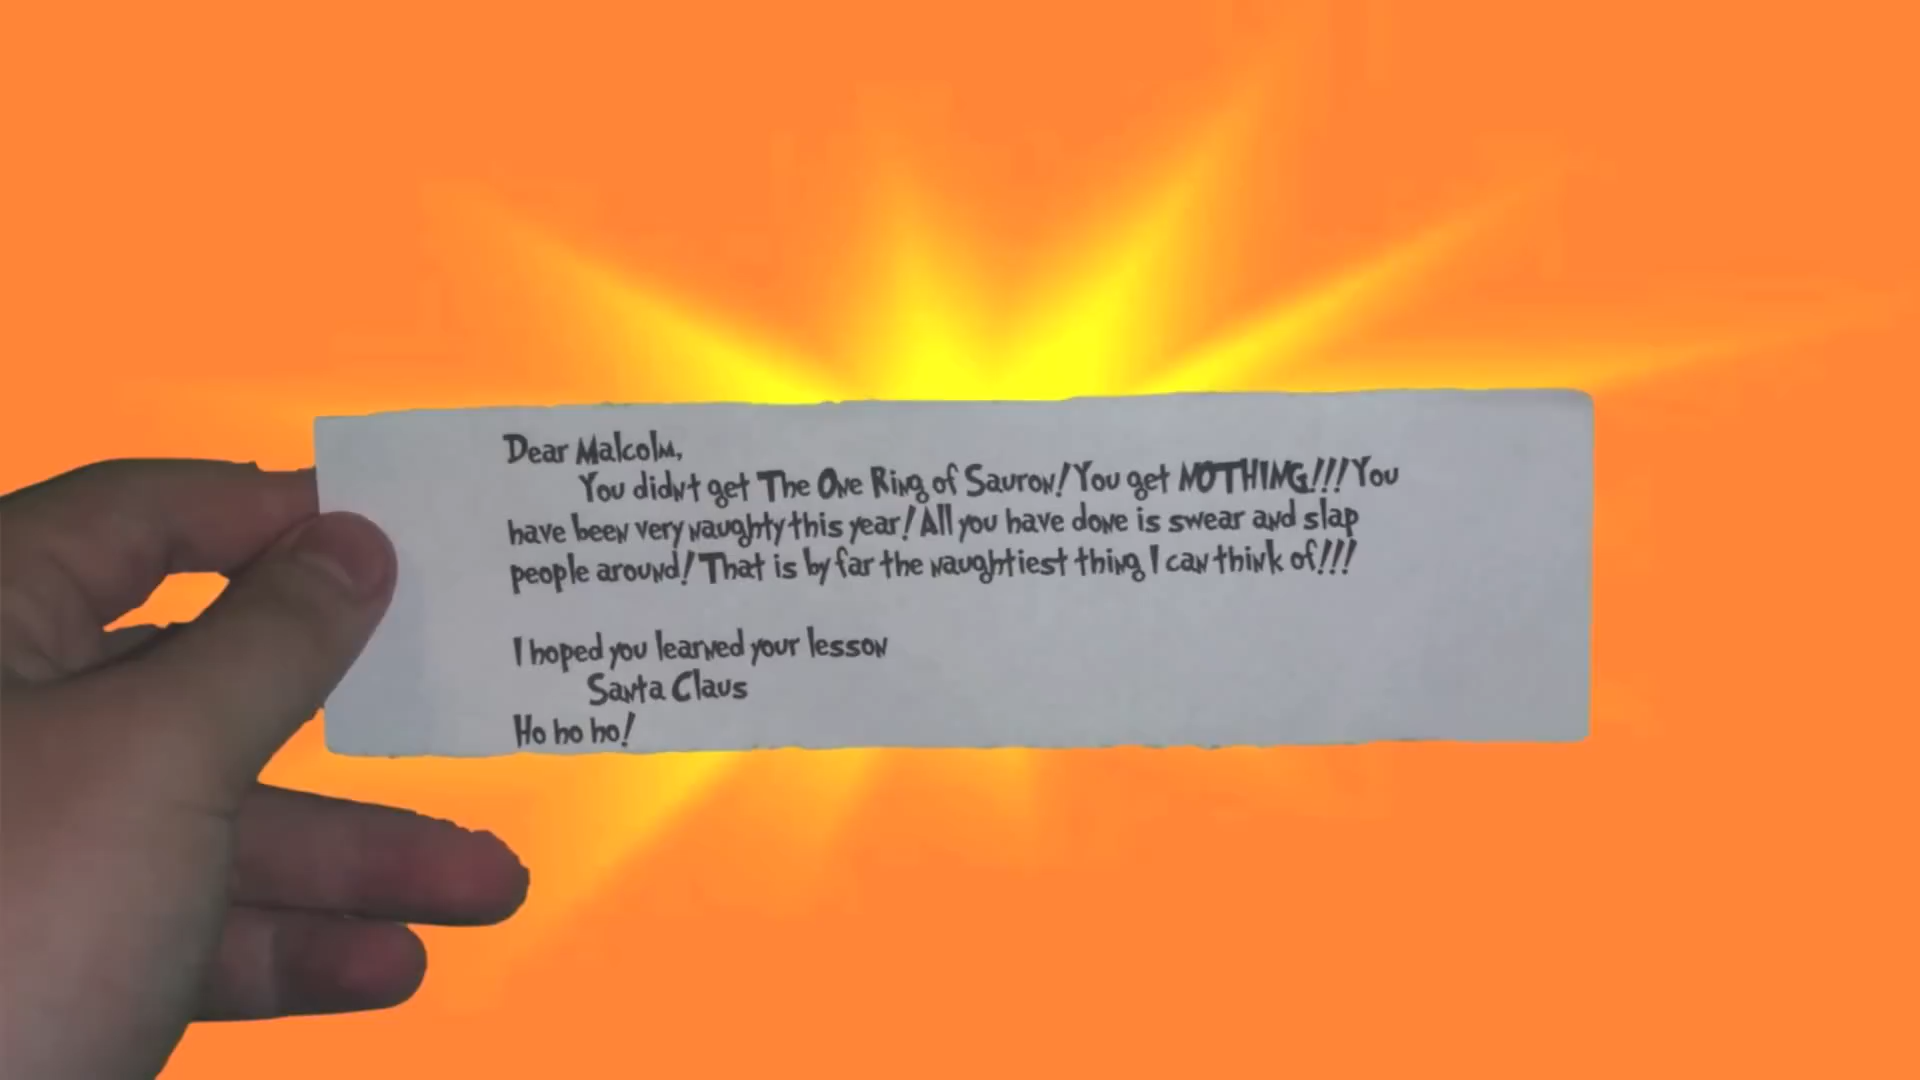 Dear Malcolm,
You didn't get The One Ring of Sauron! You get NOTHING!!! You
have been very naughty this year! All you have done is swear and slap
people around! That is by far the naughtiest thing I can think of!!!
I hoped you learned your lesson
Santa Claus
Ho ho ho!